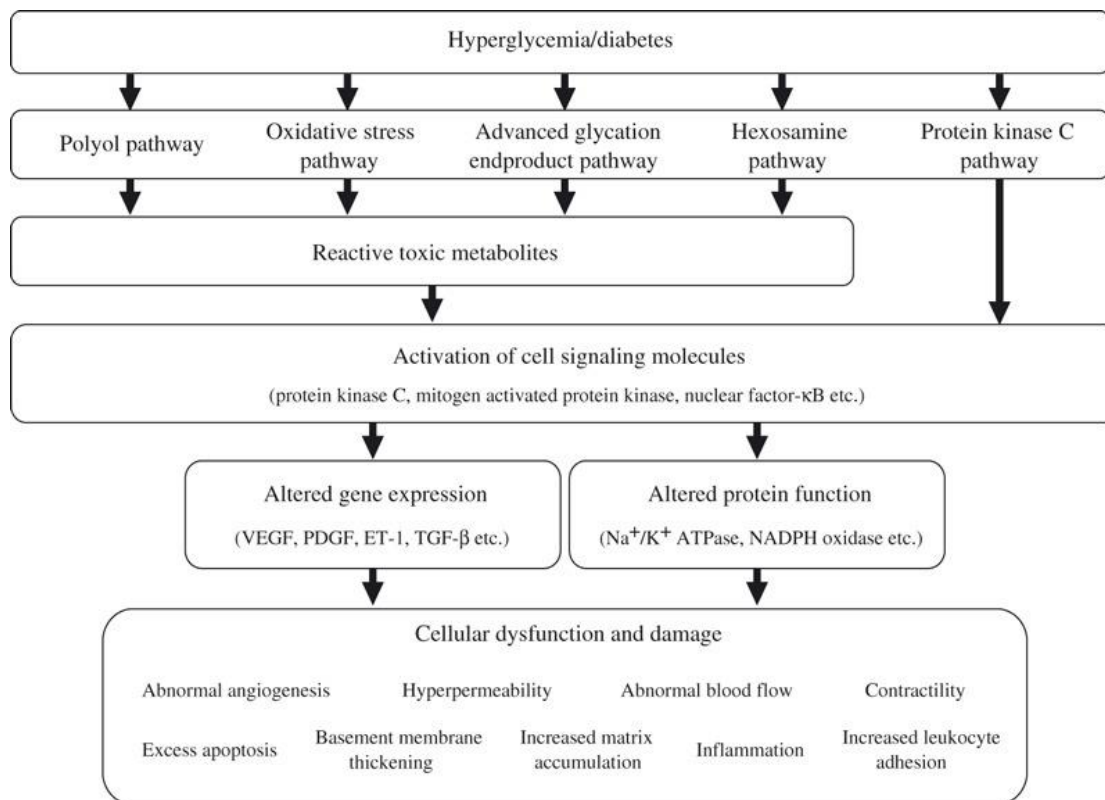 Hyperglycemia/diabetes
Polyol pathway
Oxidative stress
pathway
Advanced glycation
endproduct pathway
Hexosamine
pathway
Protein kinase C
pathway
Reactive toxic metabolites
Activation of cell signaling molecules
(protein kinase C, mitogen activated protein kinase, nuclear factor-κB etc.)
Altered gene expression
(VEGF, PDGF, ET-1, TGF-β etc.)
Altered protein function
(Na⁺/K⁺ ATPase, NADPH oxidase etc.)
Cellular dysfunction and damage
Abnormal angiogenesis
Hyperpermeability
Abnormal blood flow
Contractility
Excess apoptosis
Basement membrane
thickening
Increased matrix
accumulation
Inflammation
Increased leukocyte
adhesion